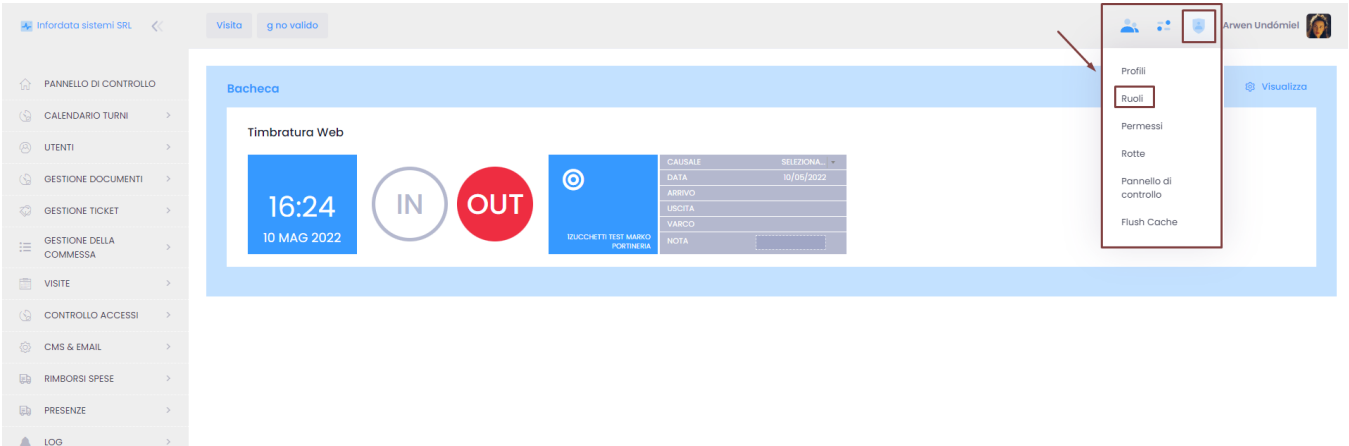 Infordata sistemi SRL
Visita
g no valido
Arwen Undómiel
PANNELLO DI CONTROLLO
CALENDARIO TURNI
UTENTI
GESTIONE DOCUMENTI
GESTIONE TICKET
GESTIONE DELLA
COMMESSA
VISITE
CONTROLLO ACCESSI
CMS & EMAIL
RIMBORSI SPESE
PRESENZE
LOG
Bacheca
Visualizza
Timbratura Web
16:24
10 MAG 2022
IN
OUT
IZUCCHETTI TEST MARKO
PORTINERIA
CAUSALE SELEZIONA...
DATA 10/05/2022
ARRIVO
USCITA
VARCO
NOTA
Profili
Ruoli
Permessi
Rotte
Pannello di
controllo
Flush Cache